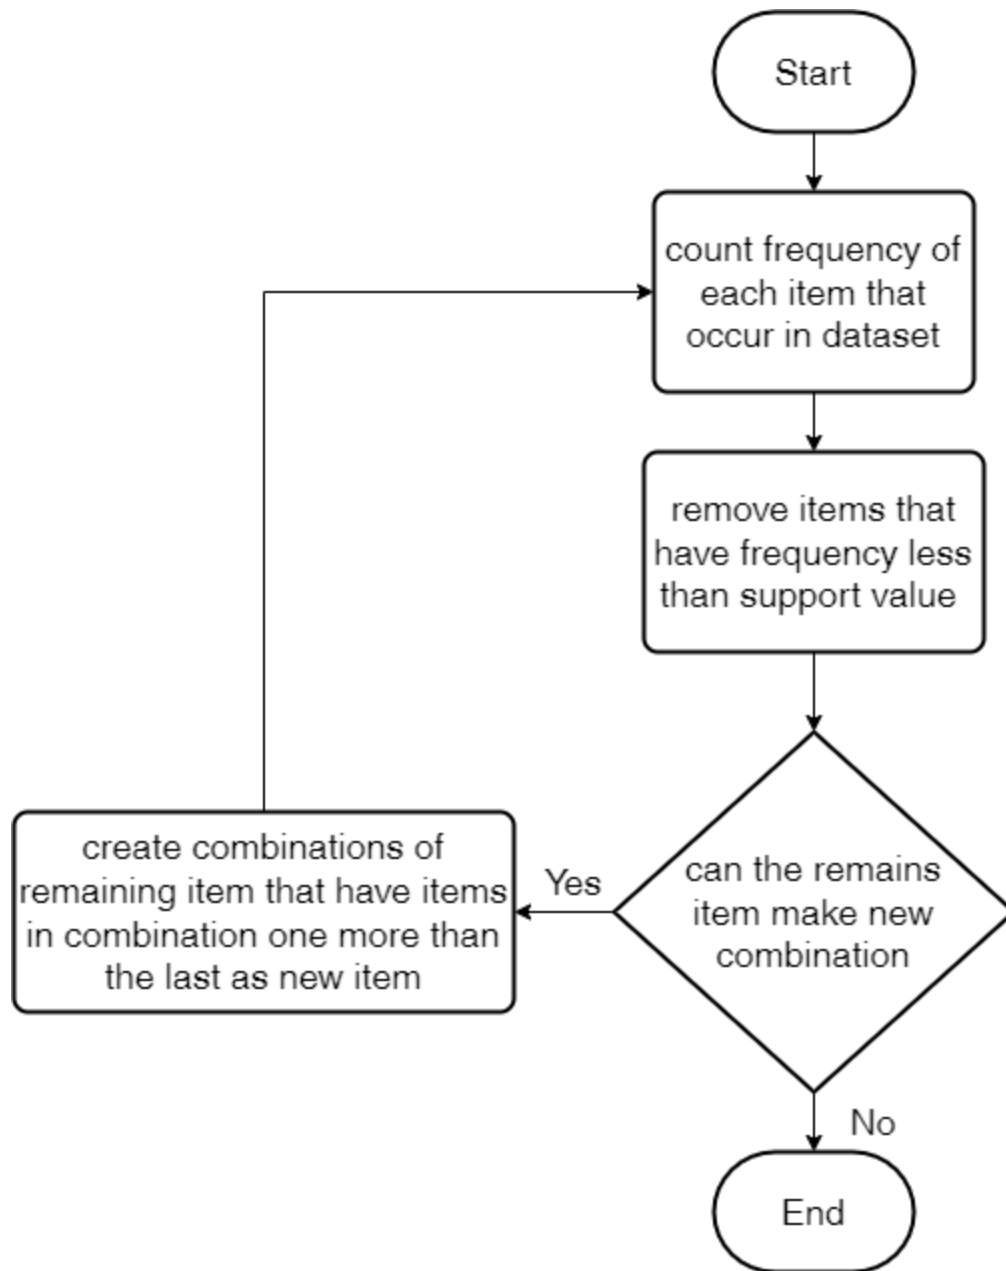 Start
count frequency of
each item that
occur in dataset
remove items that
have frequency less
than support value
can the remains
item make new
combination
Yes
create combinations of
remaining item that have items
in combination one more than
the last as new item
No
End